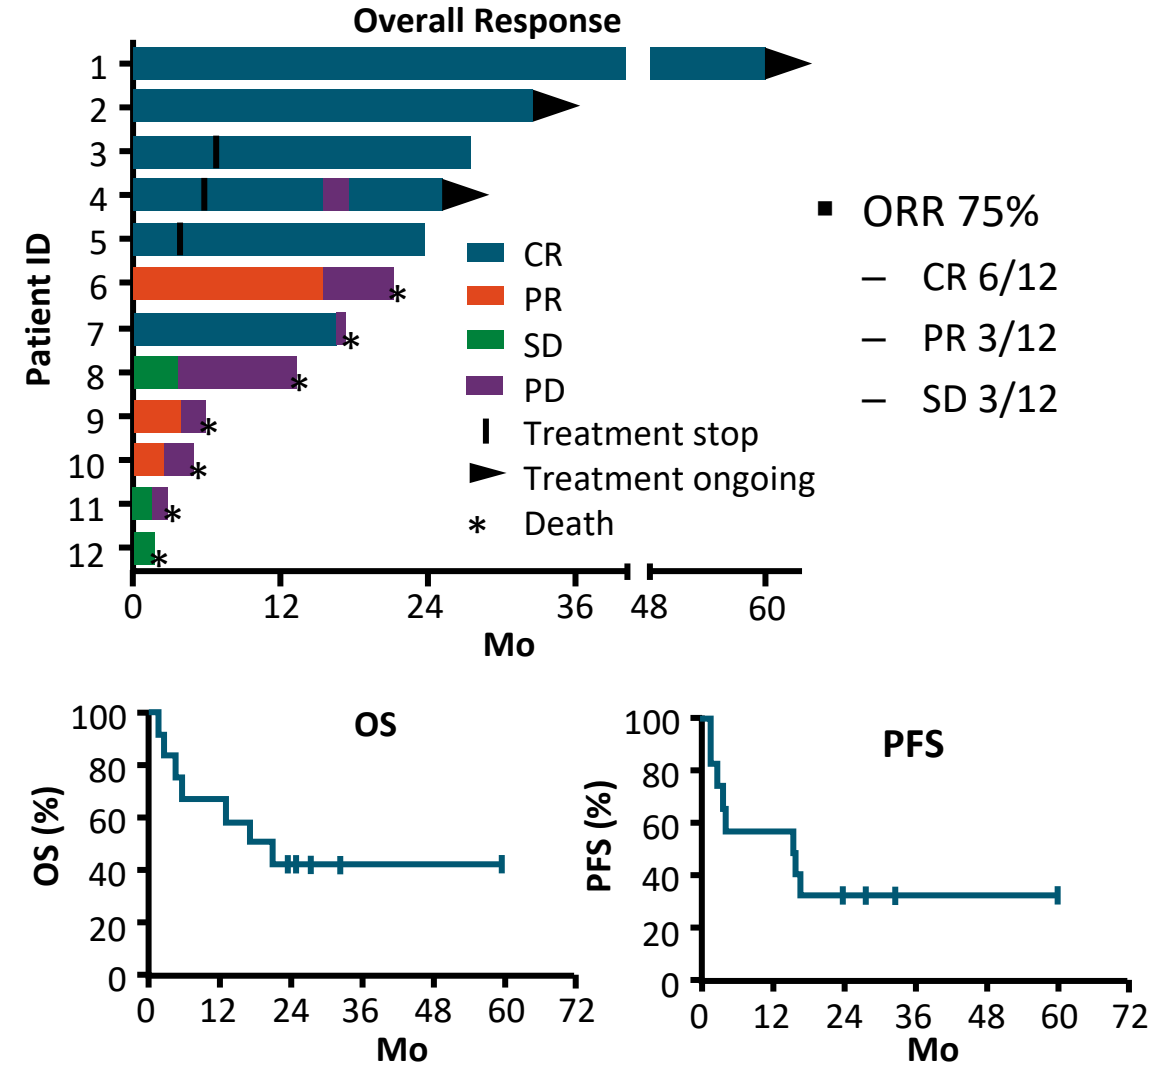 Overall Response
Patient ID
1
2
3
4
5
6
7
8
9
10
11
12
*
*
*
*
*
*
*
CR
PR
SD
PD
Treatment stop
Treatment ongoing
* Death
0 12 24 36 48 60
Mo
▪ ORR 75%
– CR 6/12
– PR 3/12
– SD 3/12
OS
OS (%)
100
80
60
40
20
0
0 12 24 36 48 60 72
Mo
PFS
PFS (%)
100
80
60
40
20
0
0 12 24 36 48 60 72
Mo